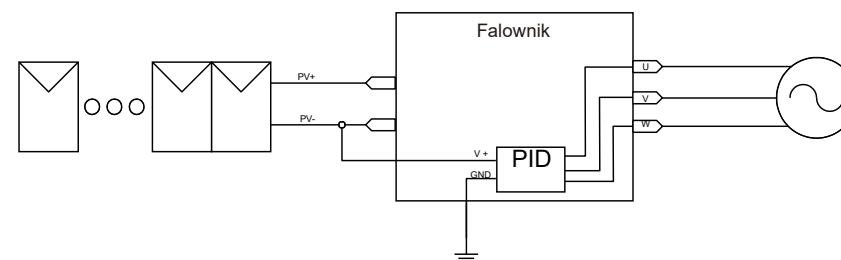 Falownik
PV+
PV-
U
V
W
V +
GND
PID